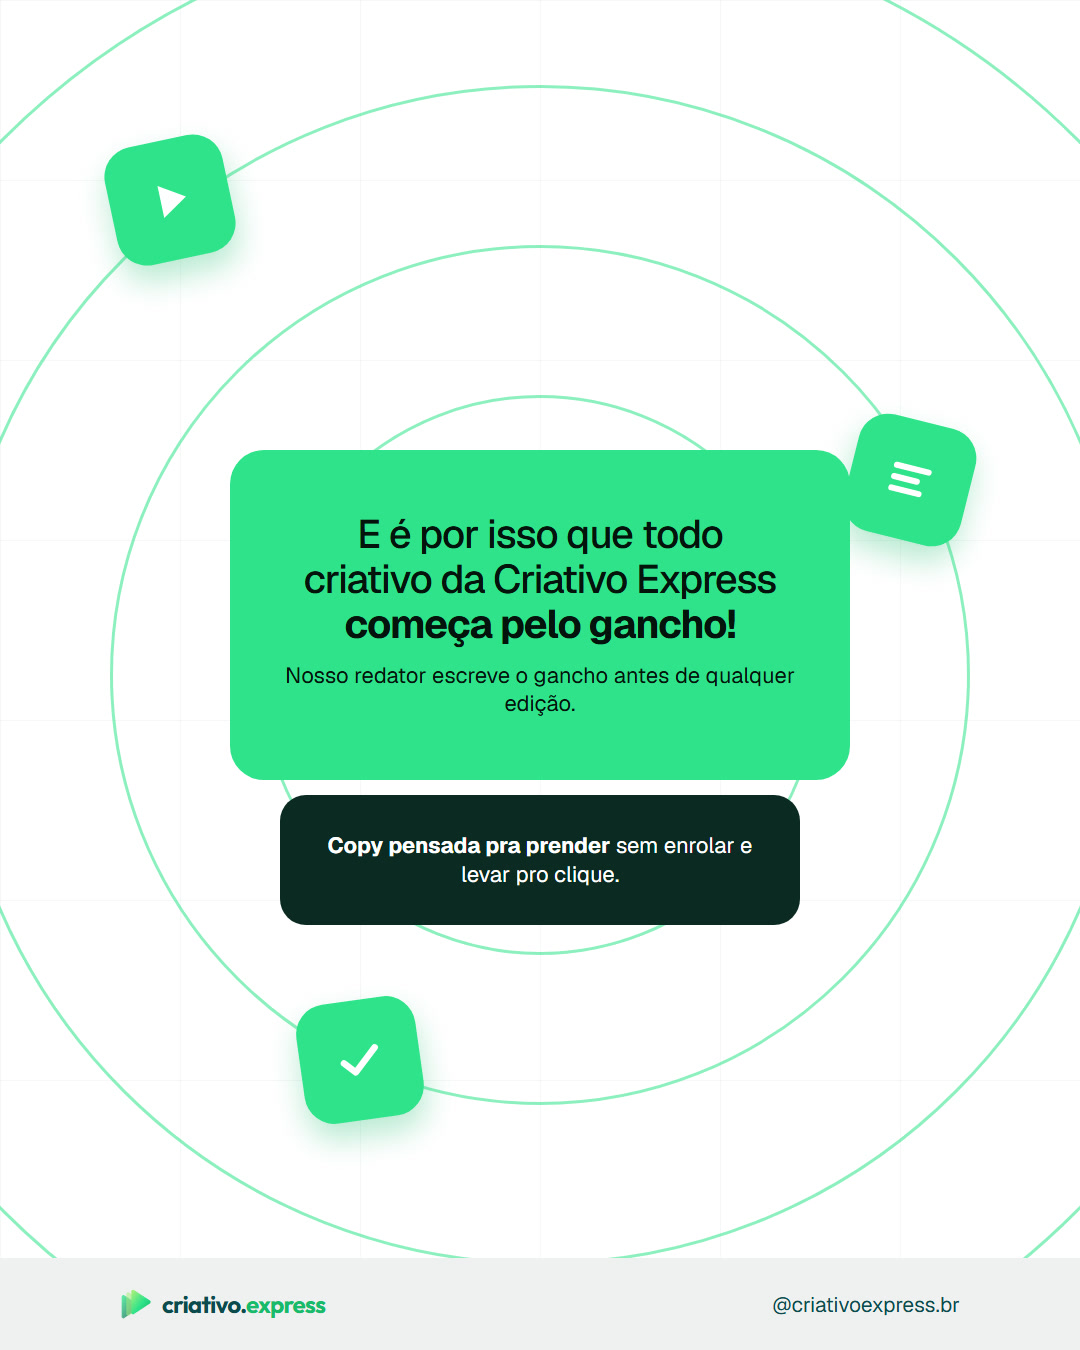 E é por isso que todo
criativo da Criativo Express
começa pelo gancho!
Nosso redator escreve o gancho antes de qualquer
edição.
Copy pensada pra prender sem enrolar e
levar pro clique.
criativo.express
@criativoexpress.br